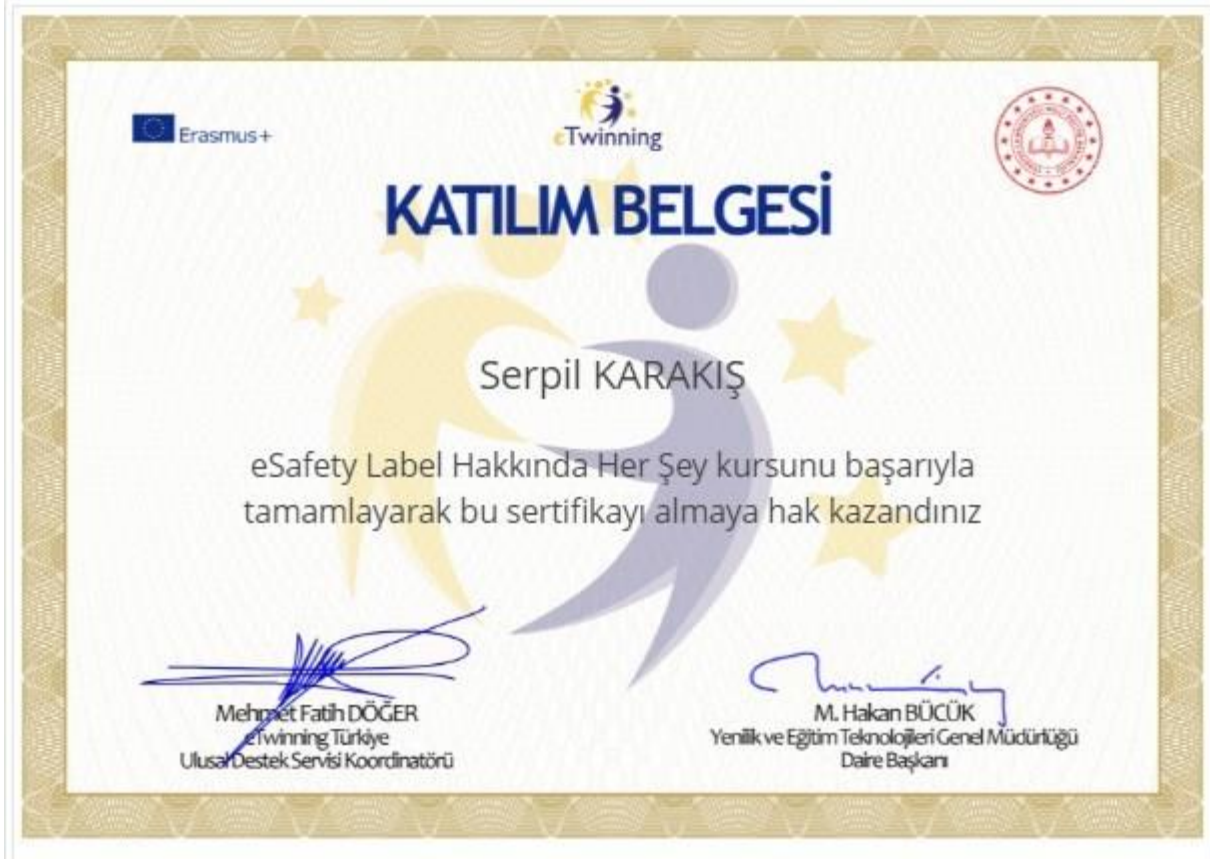 Erasmus+
eTwinning
KATILIM BELGESİ
Serpil KARAKIŞ
eSafety Label Hakkında Her Şey kursunu başarıyla
tamamlayarak bu sertifikayı almaya hak kazandınız
Mehmet Fatih DÖĞER
eTwinning Türkiye
Ulusal Destek Servisi Koordinatörü
M. Hakan BÜCÜK
Yenilik ve Eğitim Teknolojileri Genel Müdürlüğü
Daire Başkanı